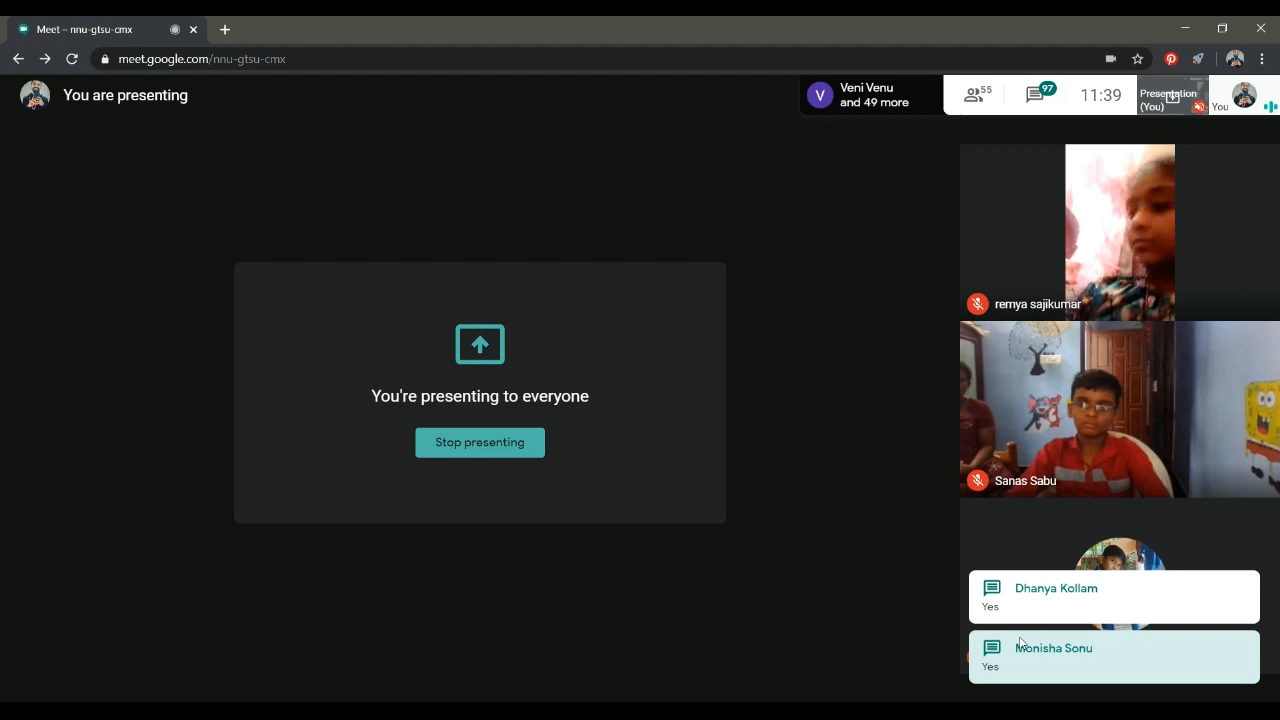 Meet – nnu-gtsu-cmx
meet.google.com/nnu-gtsu-cmx
You are presenting
V
Veni Venu
and 49 more
55
97
11:39
Presentation
(You)
You
remya sajikumar
You're presenting to everyone
Stop presenting
Sanas Sabu
Dhanya Kollam
Yes
Monisha Sonu
Yes